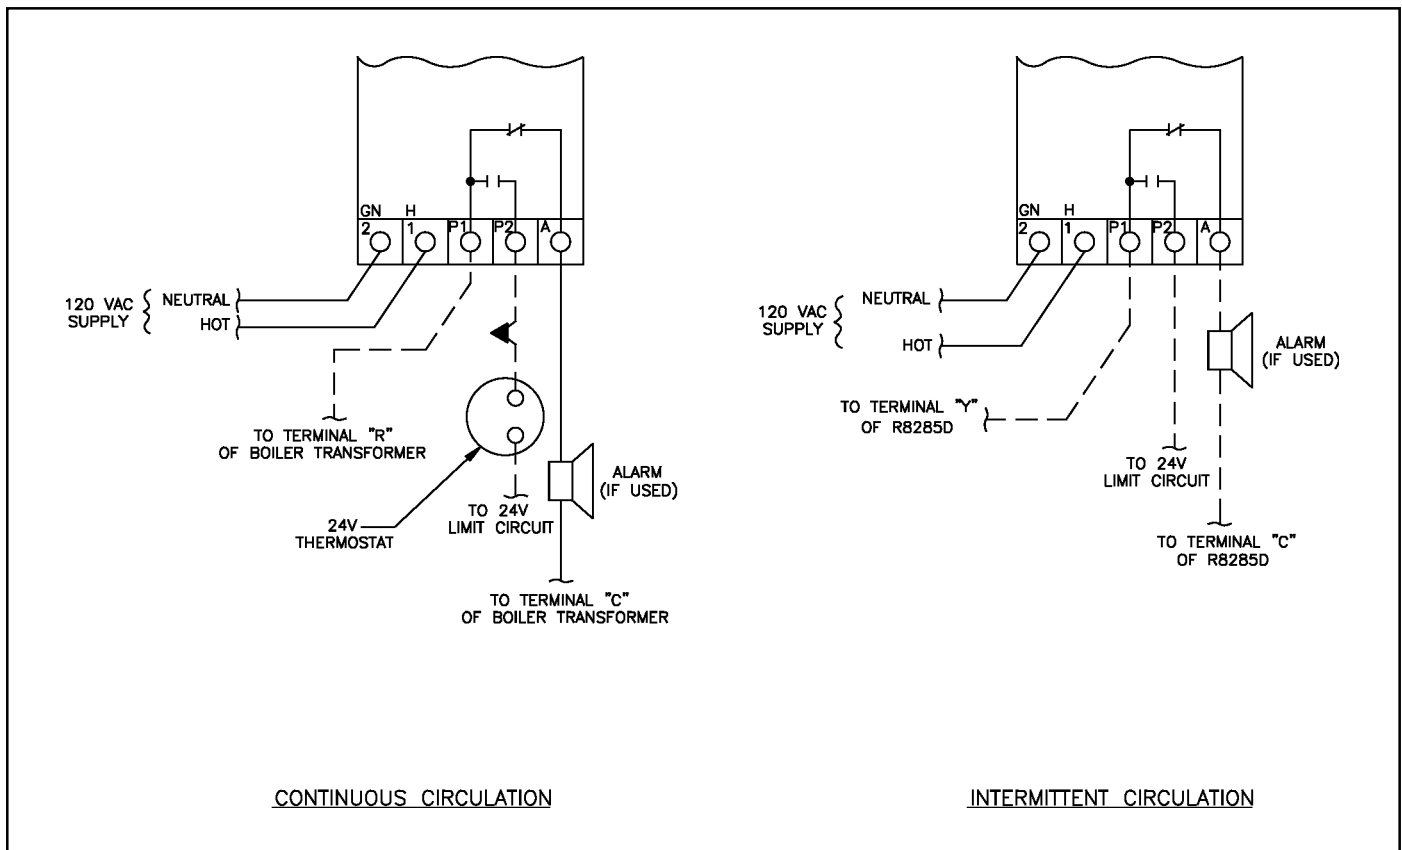 GN H
2 1 P1 P2 A
120 VAC
SUPPLY
NEUTRAL
HOT
TO TERMINAL "R"
OF BOILER TRANSFORMER
24V
THERMOSTAT
TO 24V
LIMIT CIRCUIT
ALARM
(IF USED)
TO TERMINAL "C"
OF BOILER TRANSFORMER
CONTINUOUS CIRCULATION
GN H
2 1 P1 P2 A
120 VAC
SUPPLY
NEUTRAL
HOT
TO TERMINAL "Y"
OF R8285D
TO 24V
LIMIT CIRCUIT
ALARM
(IF USED)
TO TERMINAL "C"
OF R8285D
INTERMITTENT CIRCULATION